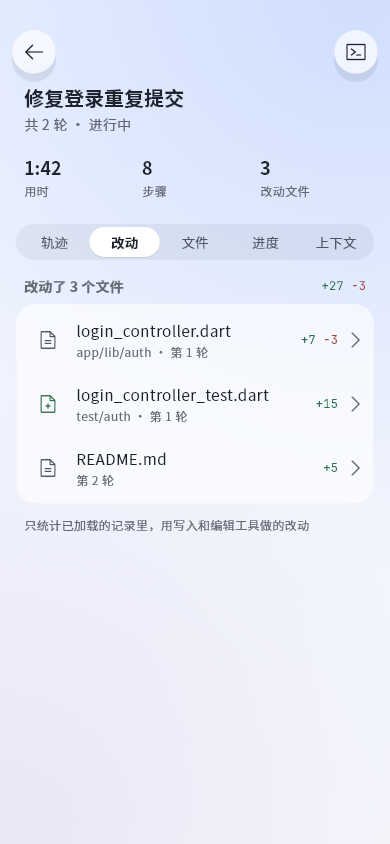 修复登录重复提交
共 2 轮 · 进行中
1:42 8 3
用时 步骤 改动文件
轨迹 改动 文件 进度 上下文
改动了 3 个文件 +27 -3
login_controller.dart +7 -3
app/lib/auth · 第 1 轮
login_controller_test.dart +15
test/auth · 第 1 轮
README.md +5
第 2 轮
只统计已加载的记录里，用写入和编辑工具做的改动